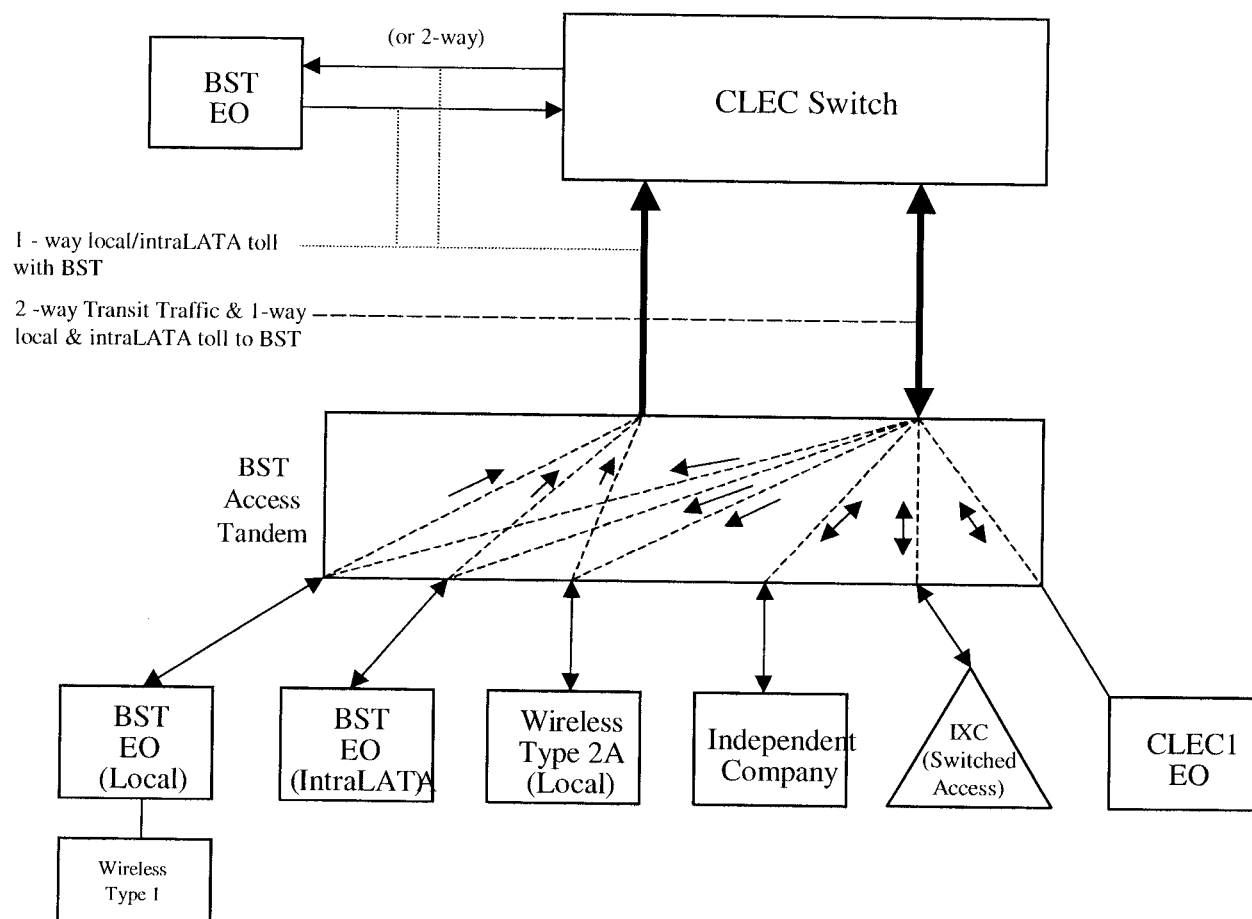 (or 2-way)
BST
EO
CLEC Switch
1 - way local/intraLATA toll
with BST
2 -way Transit Traffic & 1-way
local & intraLATA toll to BST
BST
Access
Tandem
BST
EO
(Local)
BST
EO
(IntraLAT)A
Wireless
Type 2A
(Local)
Independent
Company
IXC
(Switched
Access)
CLEC1
EO
Wireless
Type 1